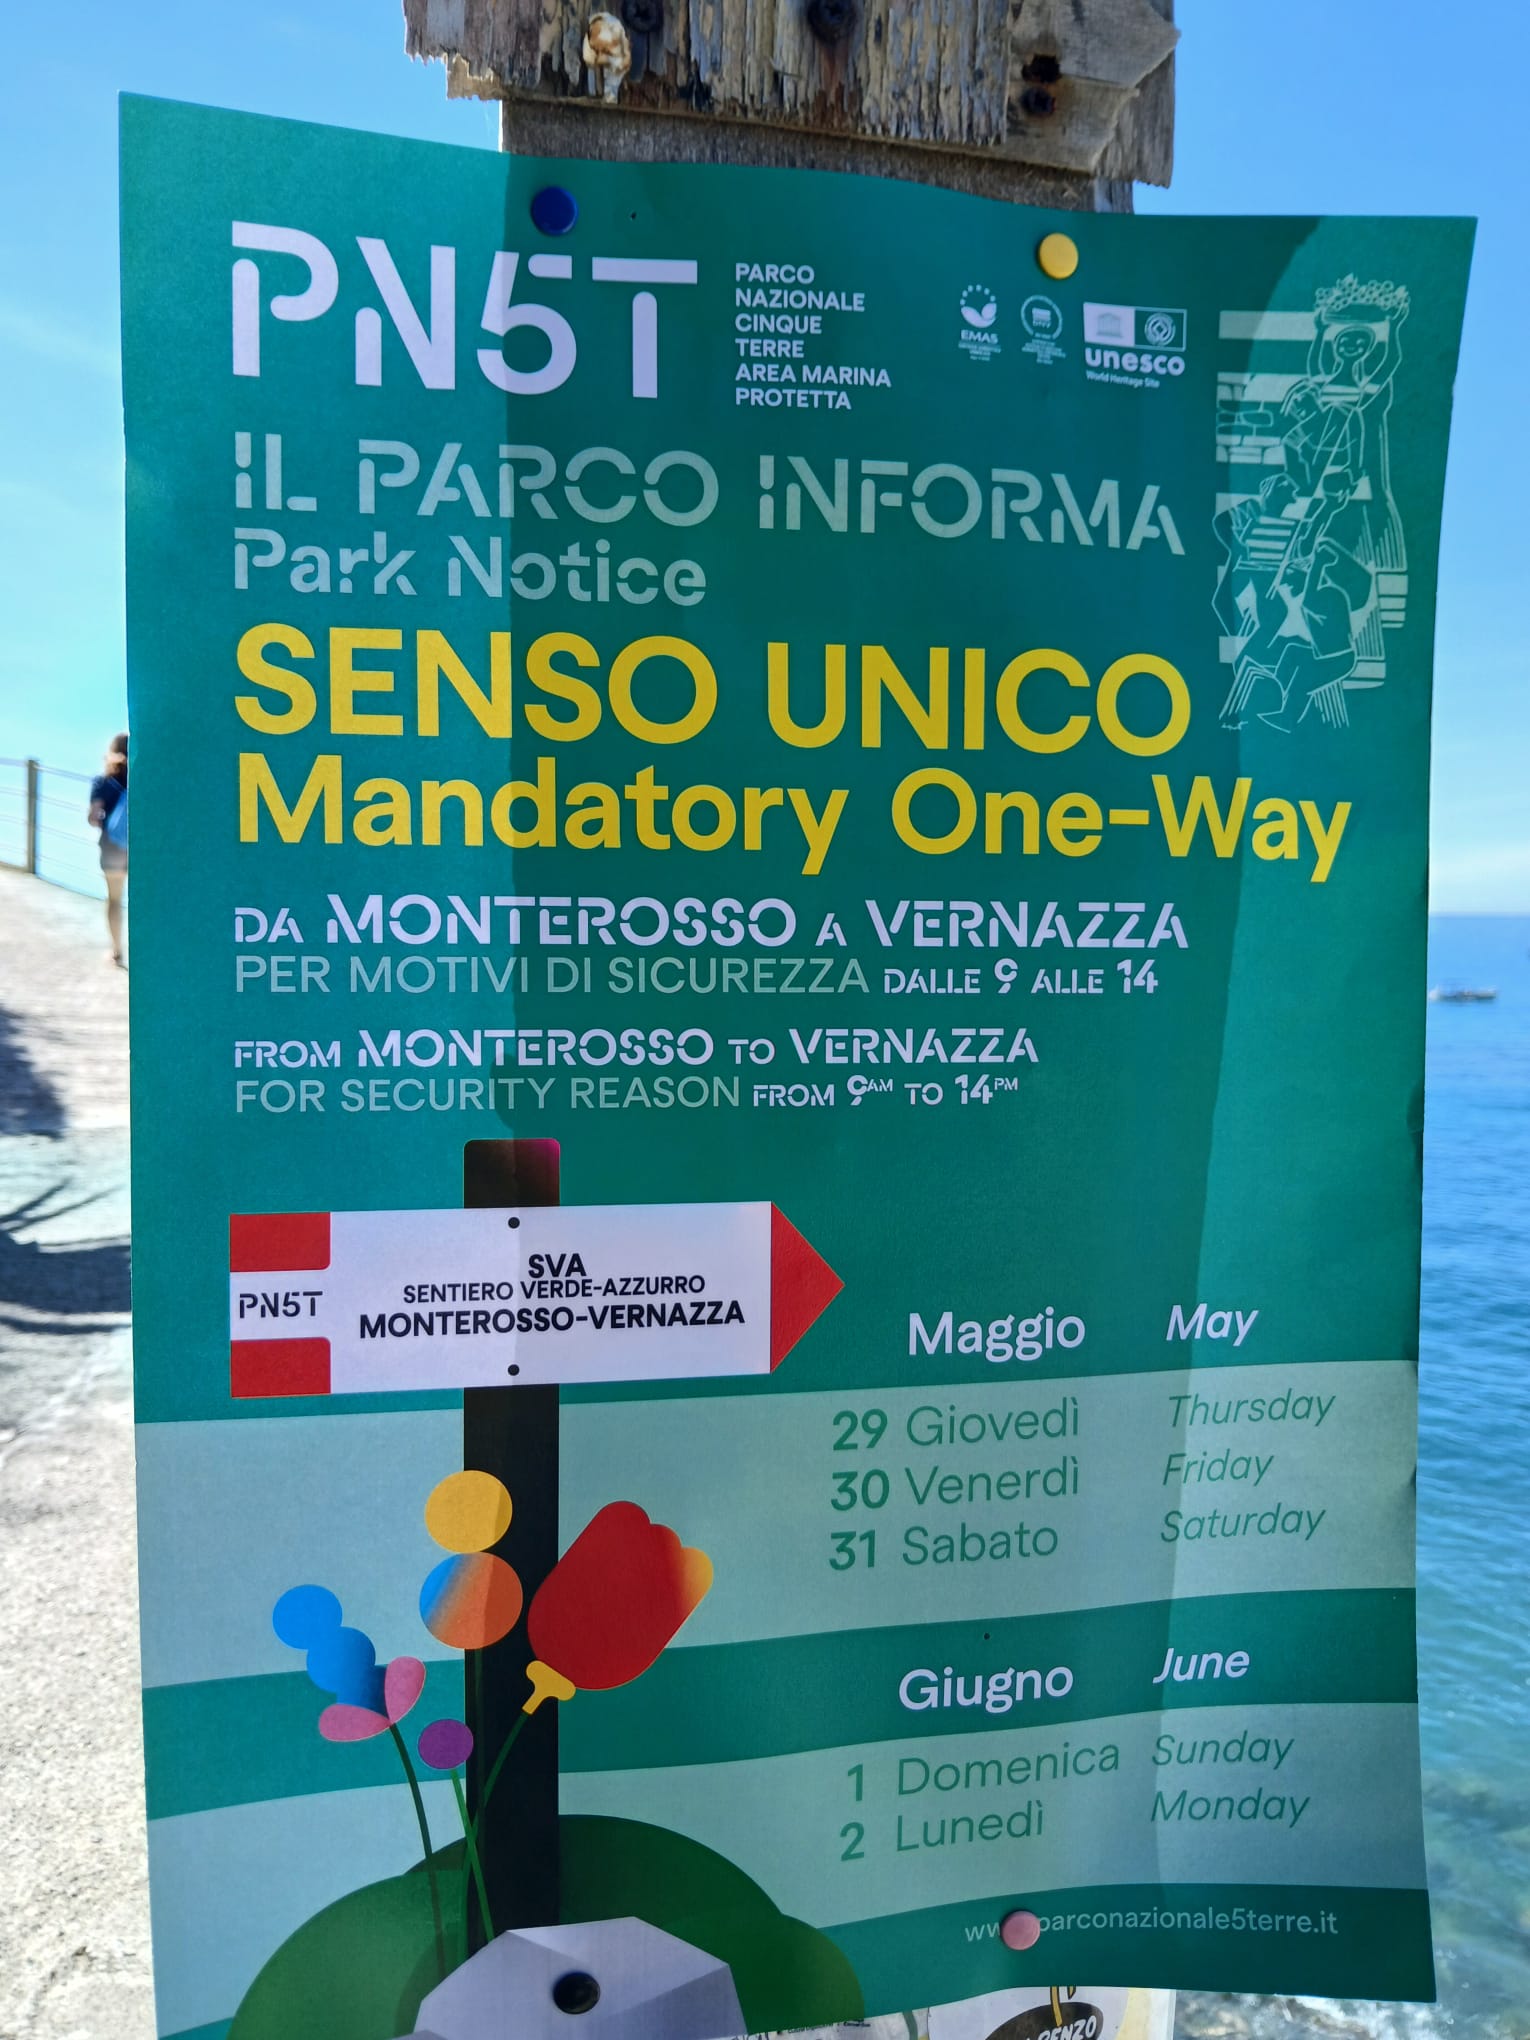 PN5T
PARCO
NAZIONALE
CINQUE
TERRE
AREA MARINA
PROTETTA
EMAS
unesco
World Heritage Site
IL PARCO INFORMA
Park Notice
SENSO UNICO
Mandatory One-Way
DA MONTEROSSO A VERNAZZA
PER MOTIVI DI SICUREZZA DALLE 9 ALLE 14
FROM MONTEROSSO TO VERNAZZA
FOR SECURITY REASON FROM 9AM TO 14PM
PN5T
SVA
SENTIERO VERDE-AZZURRO
MONTEROSSO-VERNAZZA
Maggio May
29 Giovedì Thursday
30 Venerdì Friday
31 Sabato Saturday
Giugno June
1 Domenica Sunday
2 Lunedì Monday
parconazionale5terre.it